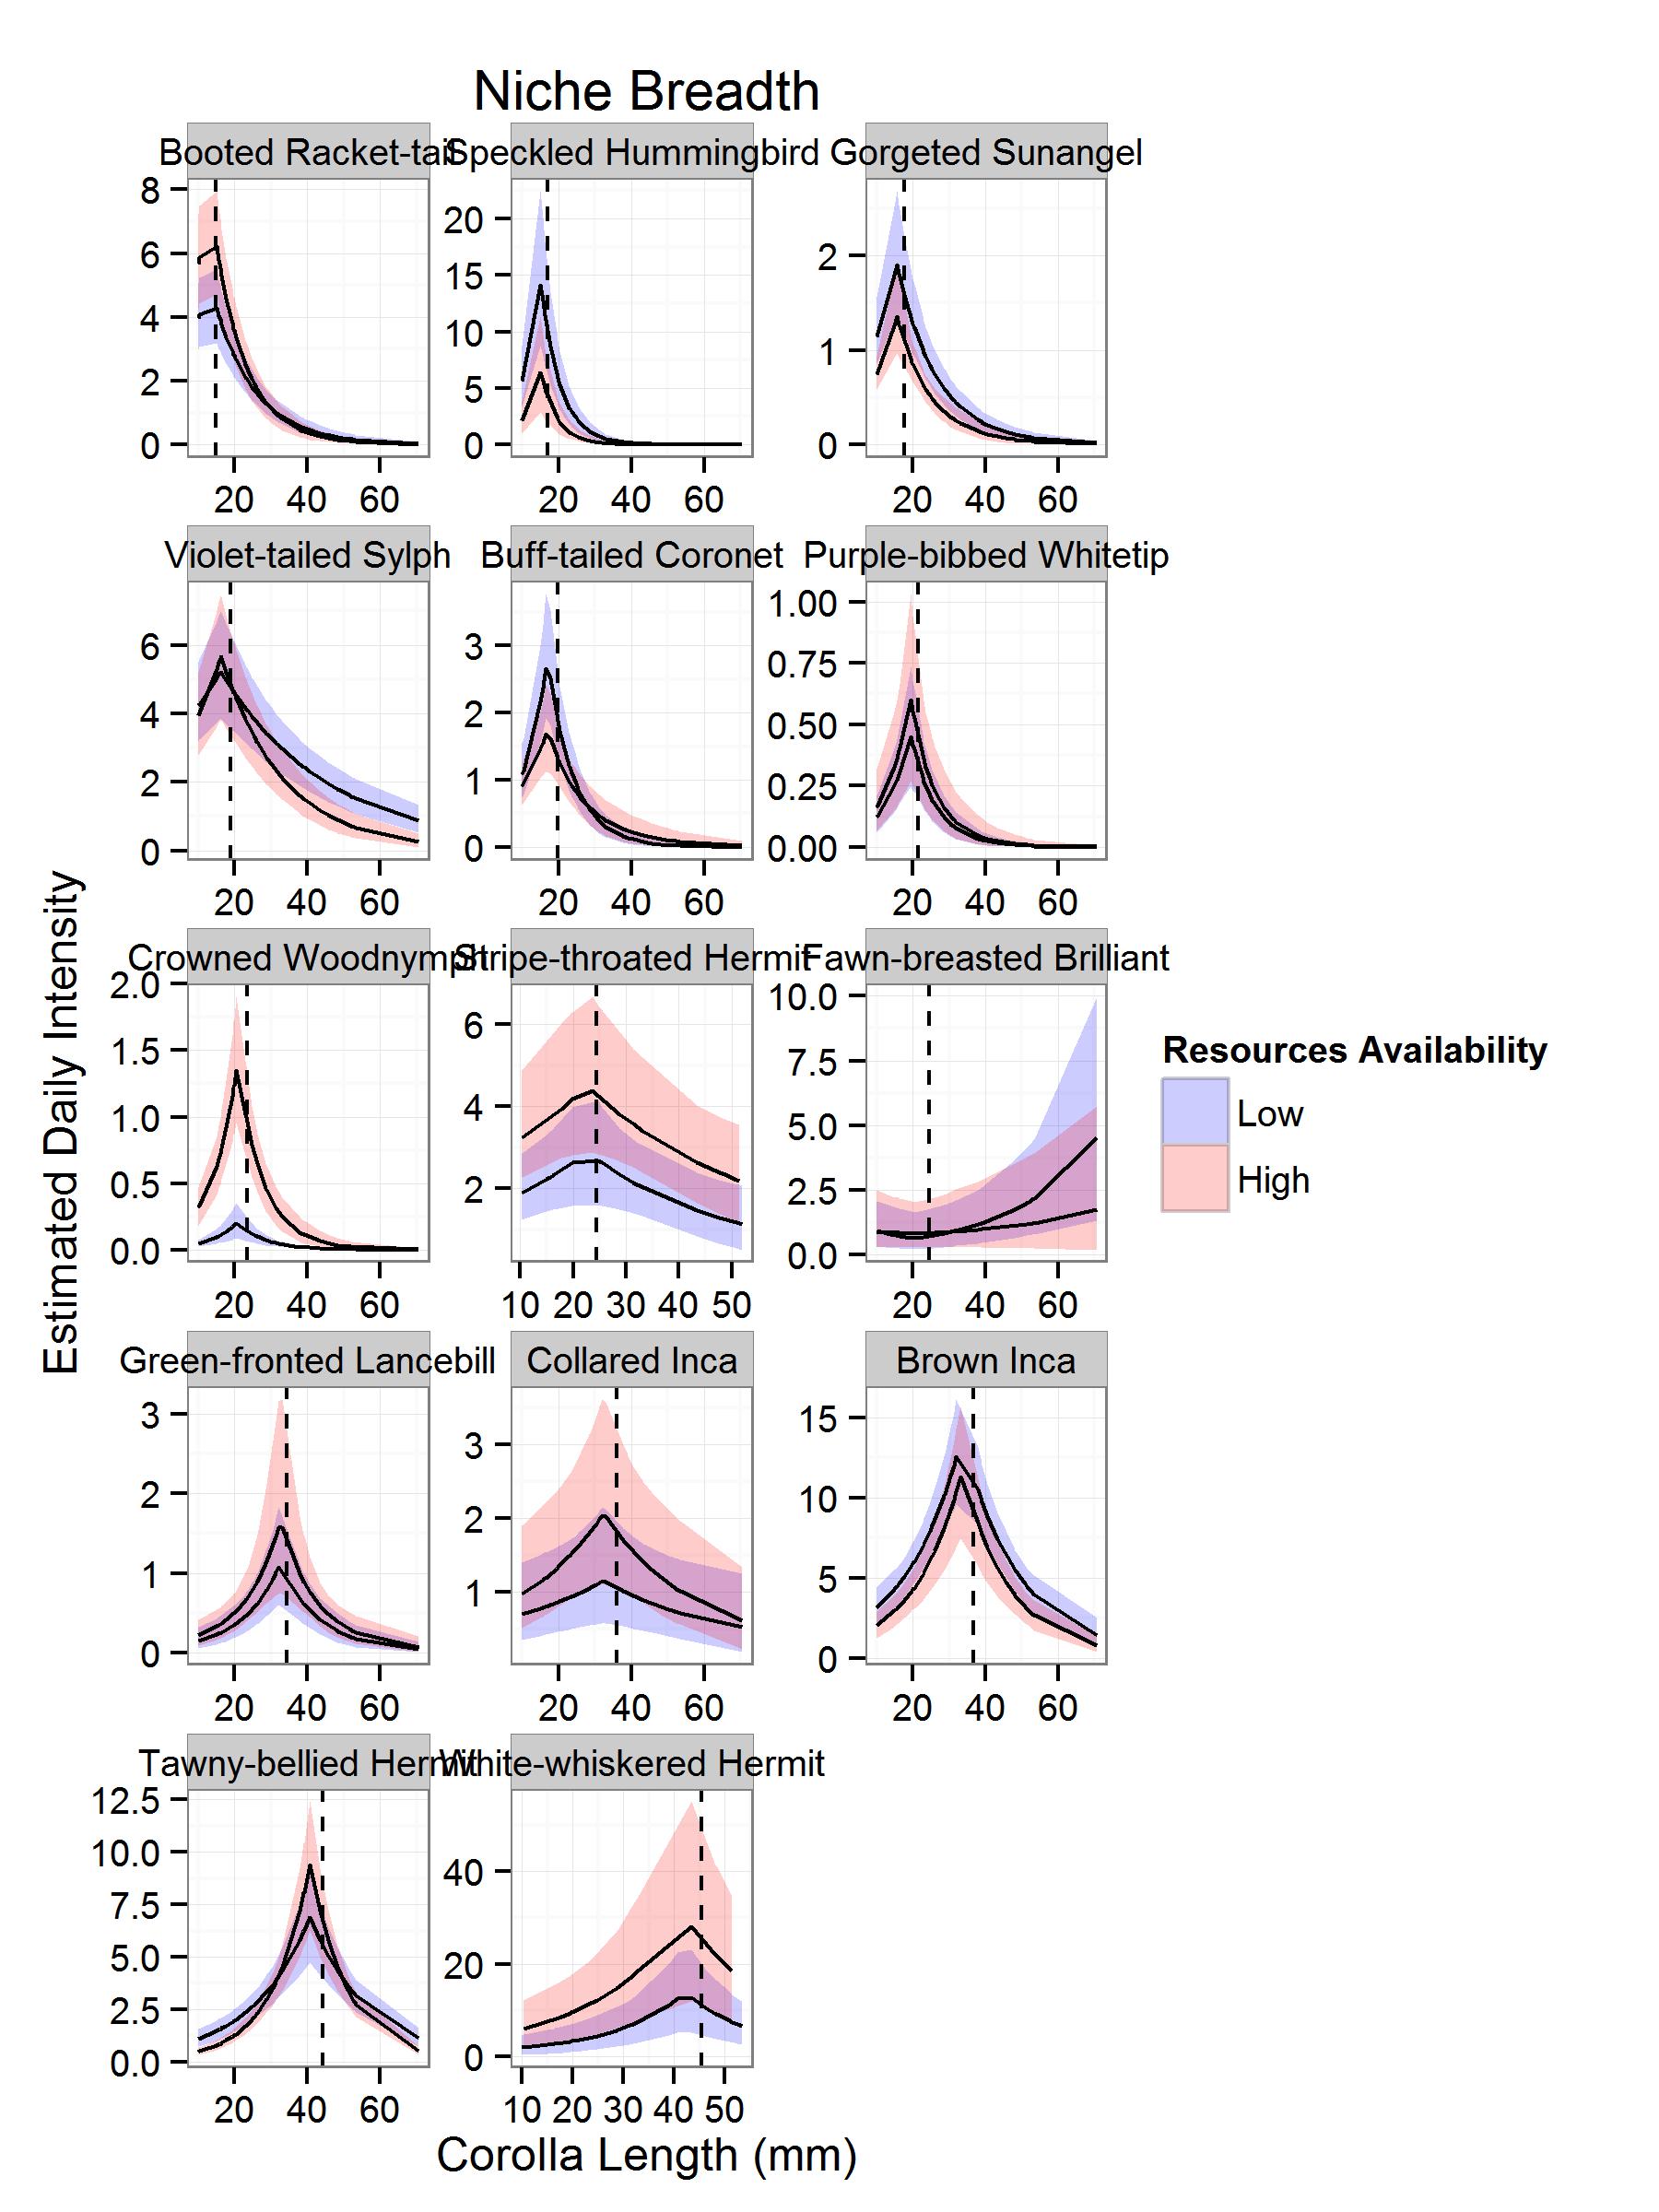 Niche Breadth
Booted Racket-tail Speckled Hummingbird Gorgeted Sunangel
8
6
4
2
0
20 40 60
20
15
10
5
0
20 40 60
2
1
0
20 40 60
Violet-tailed Sylph Buff-tailed Coronet Purple-bibbed Whitetip
6
4
2
0
20 40 60
3
2
1
0
20 40 60
1.00
0.75
0.50
0.25
0.00
20 40 60
Crowned Woodnymph Stripe-throated Hermit Fawn-breasted Brilliant
2.0
1.5
1.0
0.5
0.0
20 40 60
6
4
2
10 20 30 40 50
10.0
7.5
5.0
2.5
0.0
20 40 60
Green-fronted Lancebill Collared Inca Brown Inca
3
2
1
0
20 40 60
3
2
1
20 40 60
15
10
5
0
20 40 60
Tawny-bellied Hermit White-whiskered Hermit
12.5
10.0
7.5
5.0
2.5
0.0
20 40 60
40
20
0
10 20 30 40 50
Estimated Daily Intensity
Corolla Length (mm)
Resources Availability
Low
High